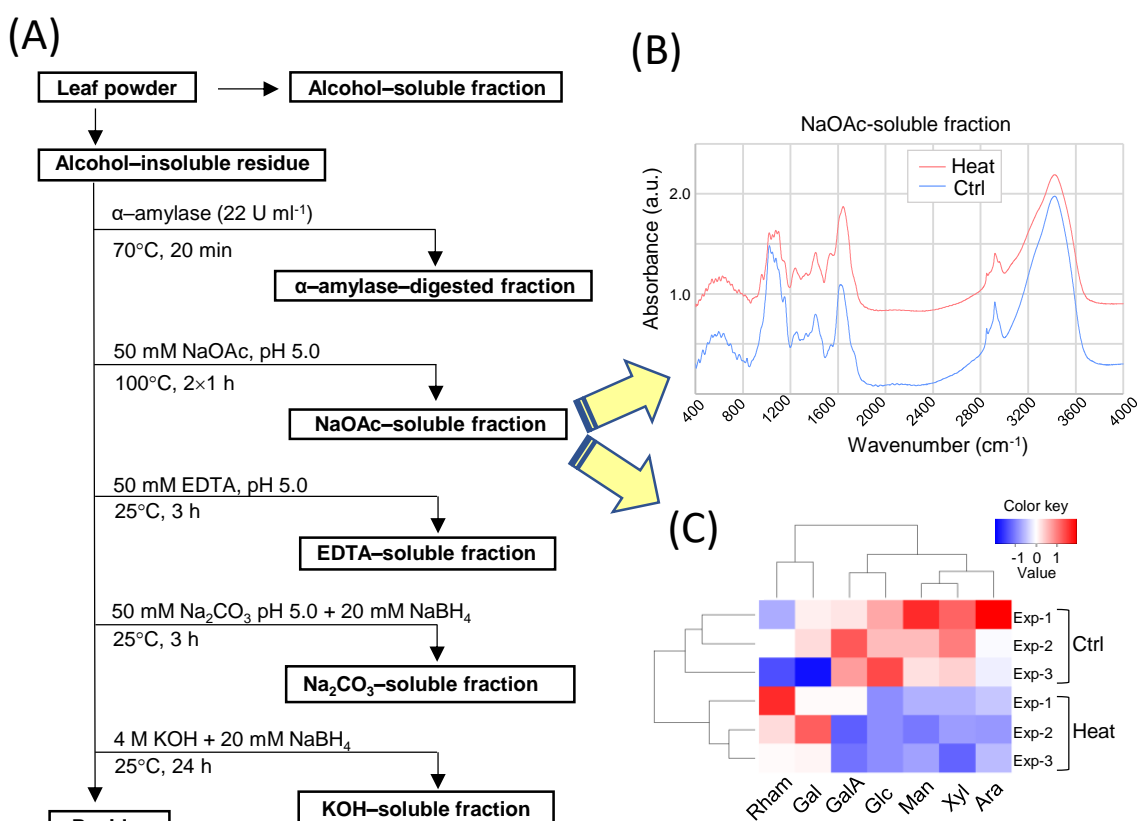 (A)
Leaf powder
Alcohol–soluble fraction
Alcohol–insoluble residue
α–amylase (22 U ml-1)
70°C, 20 min
α–amylase–digested fraction
50 mM NaOAc, pH 5.0
100°C, 2×1 h
NaOAc–soluble fraction
50 mM EDTA, pH 5.0
25°C, 3 h
EDTA–soluble fraction
50 mM Na2CO3 pH 5.0 + 20 mM NaBH4
25°C, 3 h
Na2CO3–soluble fraction
4 M KOH + 20 mM NaBH4
25°C, 24 h
KOH–soluble fraction
(B)
NaOAc-soluble fraction
Heat
Ctrl
Absorbance (a.u.)
2.0
1.0
400 800 1200 1600 2000 2400 2800 3200 3600 4000
Wavenumber (cm-1)
(C)
Color key
-1 0 1
Value
Exp-1
Exp-2
Exp-3
Ctrl
Exp-1
Exp-2
Exp-3
Heat
Rham Gal GalA Glc Man Xyl Ara